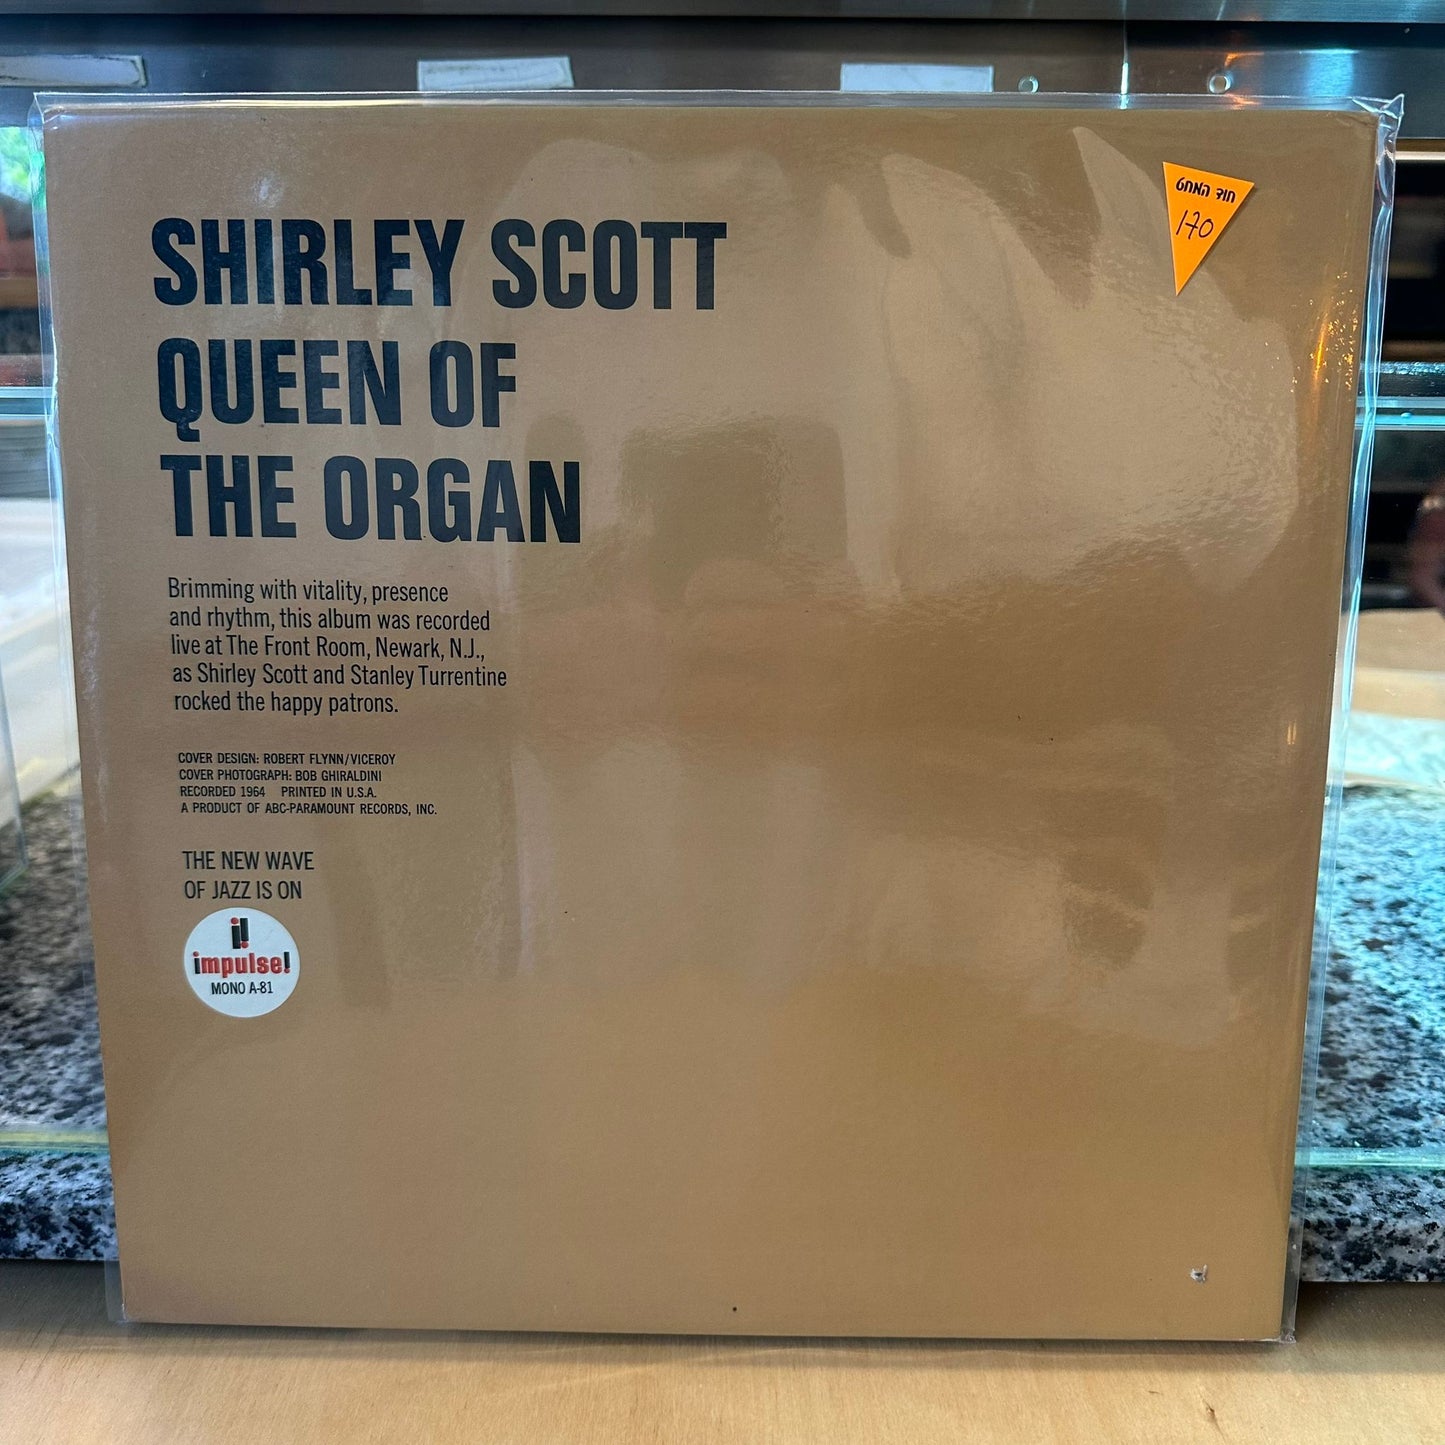 חוד המחט
170
SHIRLEY SCOTT
QUEEN OF
THE ORGAN
Brimming with vitality, presence
and rhythm, this album was recorded
live at The Front Room, Newark, N.J.,
as Shirley Scott and Stanley Turrentine
rocked the happy patrons.
COVER DESIGN: ROBERT FLYNN/VICEROY
COVER PHOTOGRAPH: BOB GHIRALDINI
RECORDED 1964 PRINTED IN U.S.A.
A PRODUCT OF ABC-PARAMOUNT RECORDS, INC.
THE NEW WAVE
OF JAZZ IS ON
i!
impulse!
MONO A-81